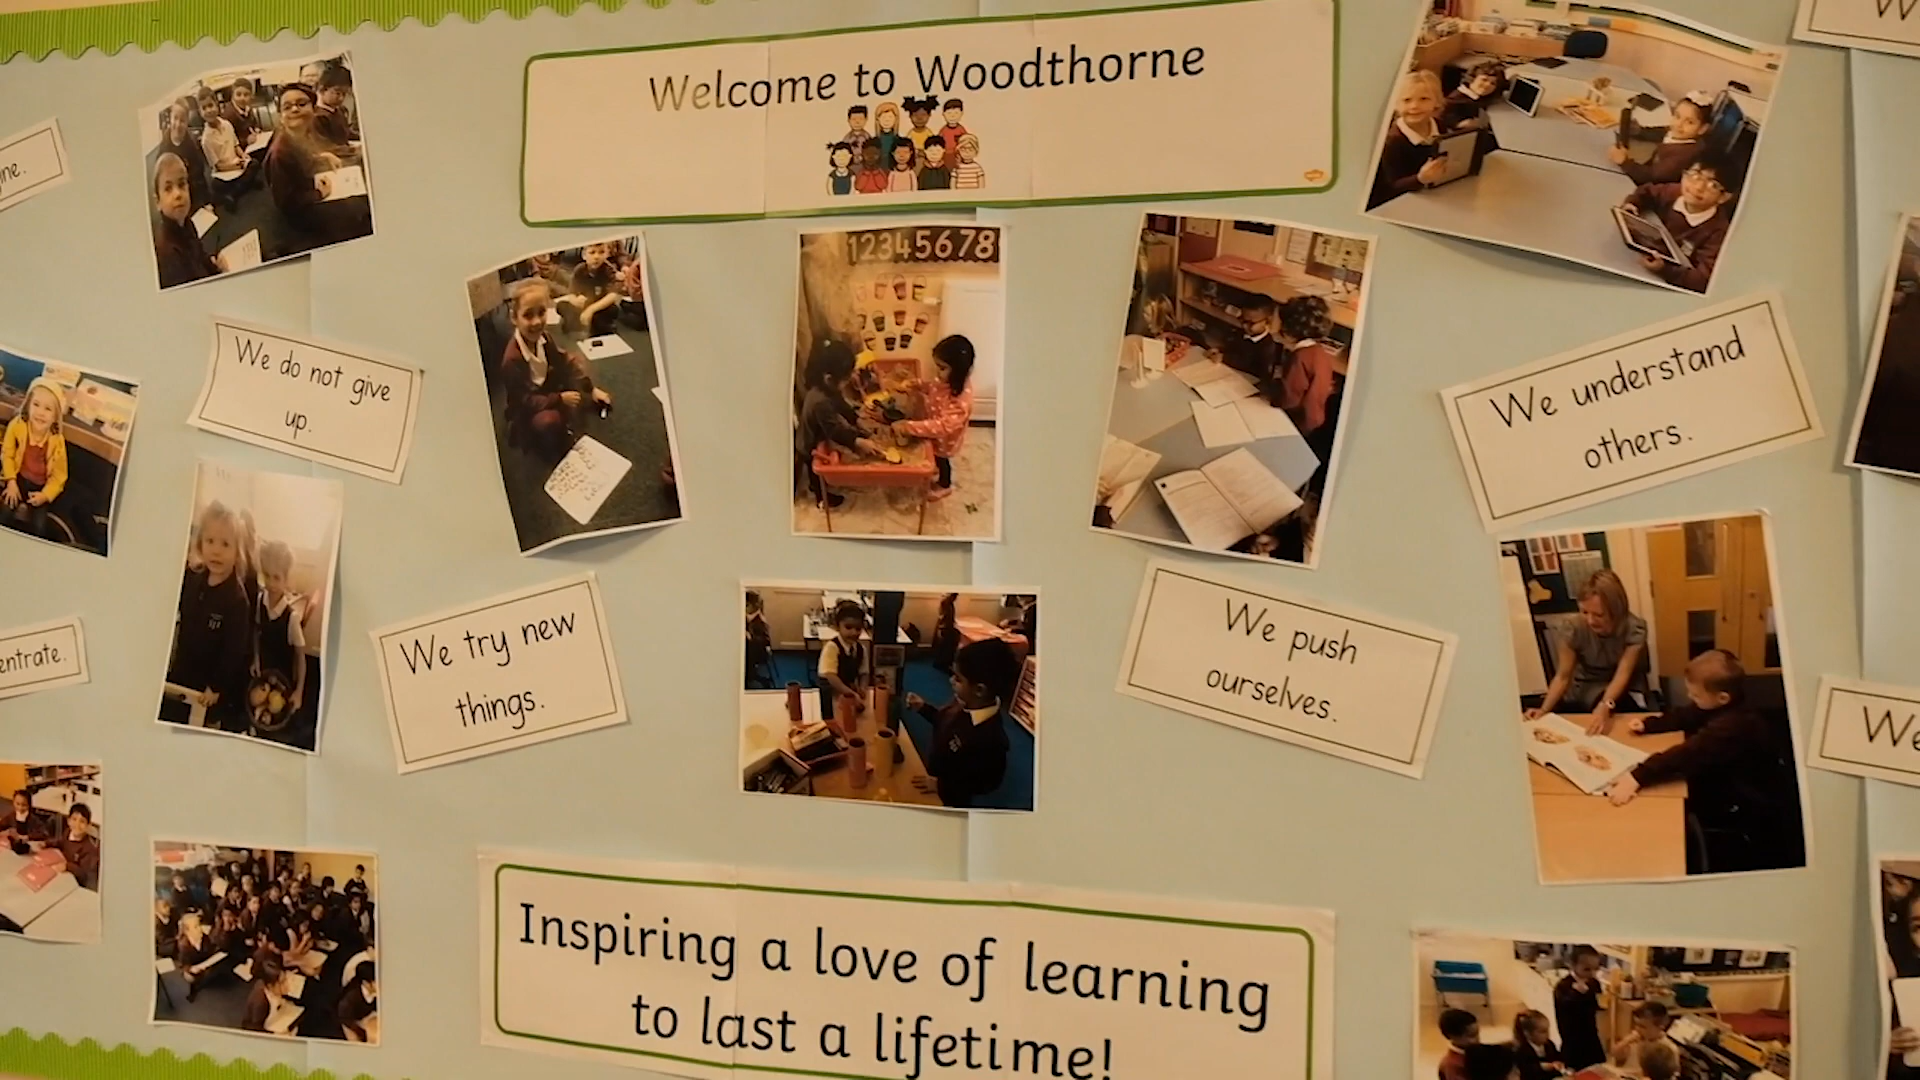 Welcome to Woodthorne
12345678
We do not give
up.
We understand
others.
We try new
things.
We push
ourselves.
We
Inspiring a love of learning
to last a lifetime!